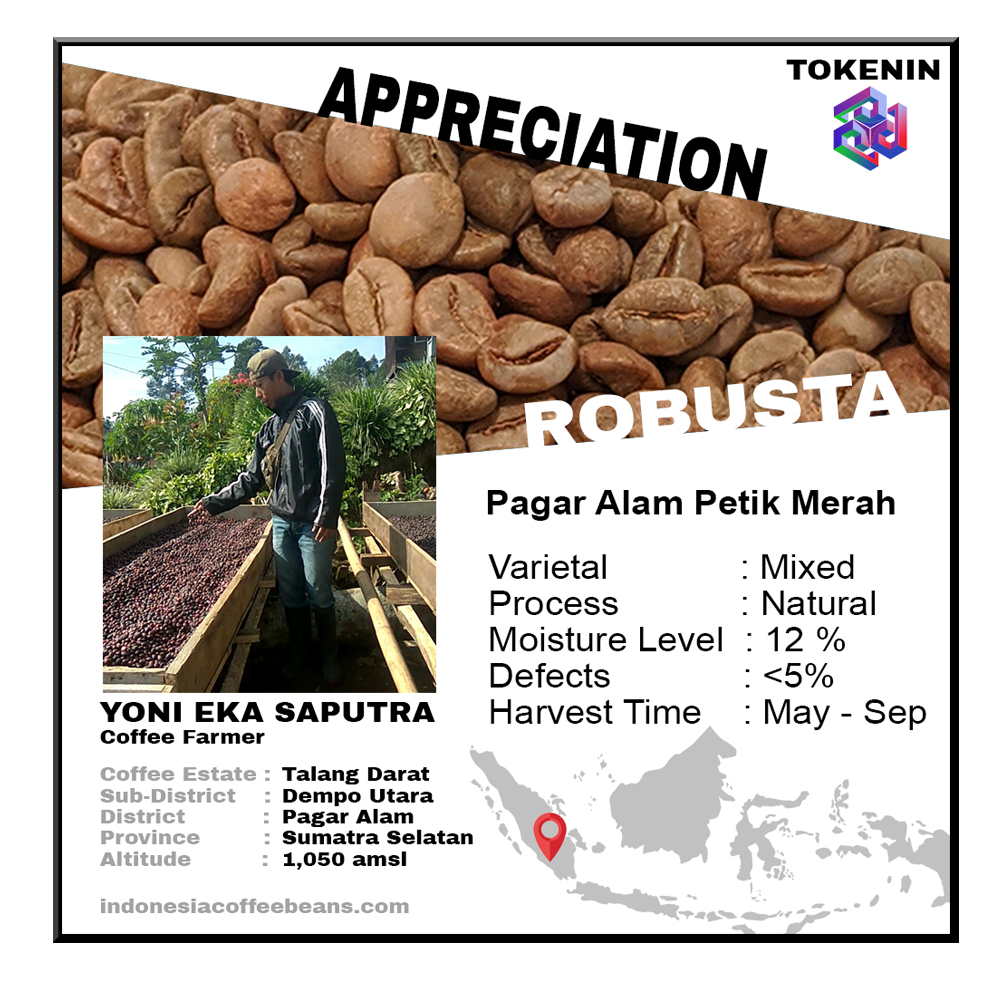 TOKENIN
APPRECIATION
ROBUSTA
Pagar Alam Petik Merah
Varietal : Mixed
Process : Natural
Moisture Level : 12 %
Defects : <5%
Harvest Time : May - Sep
YONI EKA SAPUTRA
Coffee Farmer
Coffee Estate : Talang Darat
Sub-District : Dempo Utara
District : Pagar Alam
Province : Sumatra Selatan
Altitude : 1,050 amsl
indonesiacoffeebeans.com